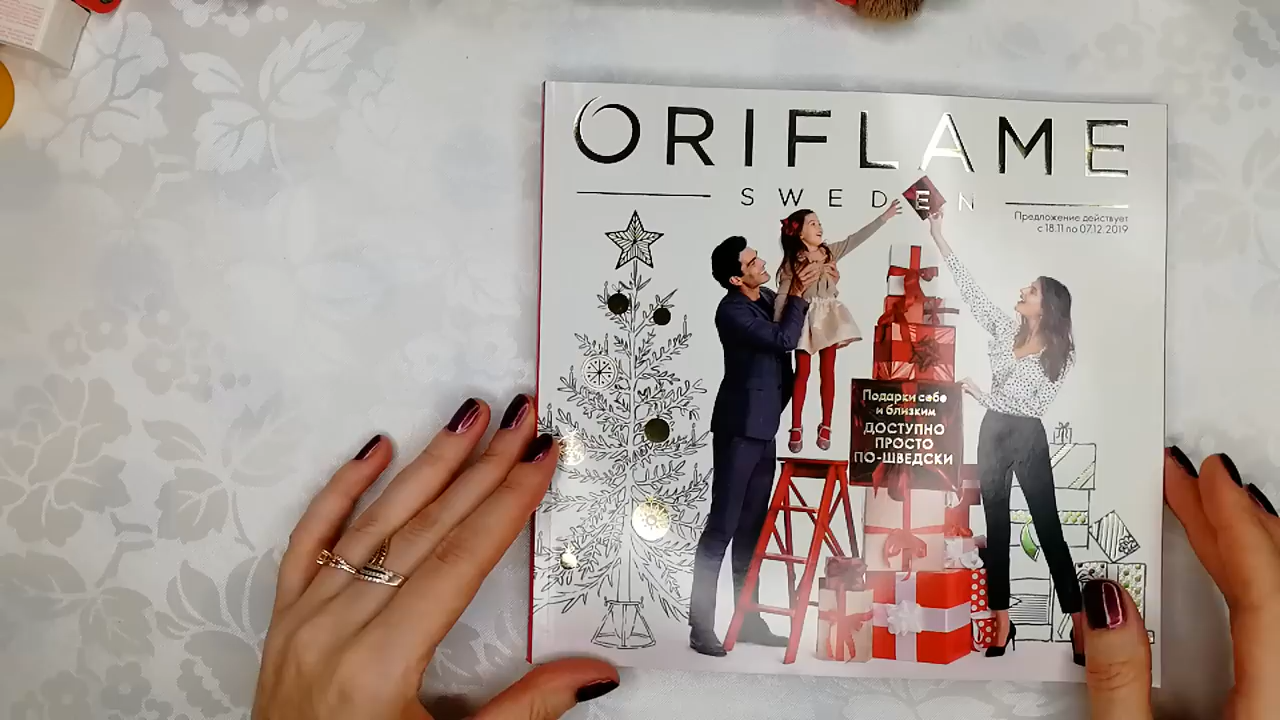 ORIFLAME
SWEDEN
Предложение действует
с 18.11 по 07.12.2019
Подарки себе
и близким
ДОСТУПНО
ПРОСТО
ПО-ШВЕДСКИ